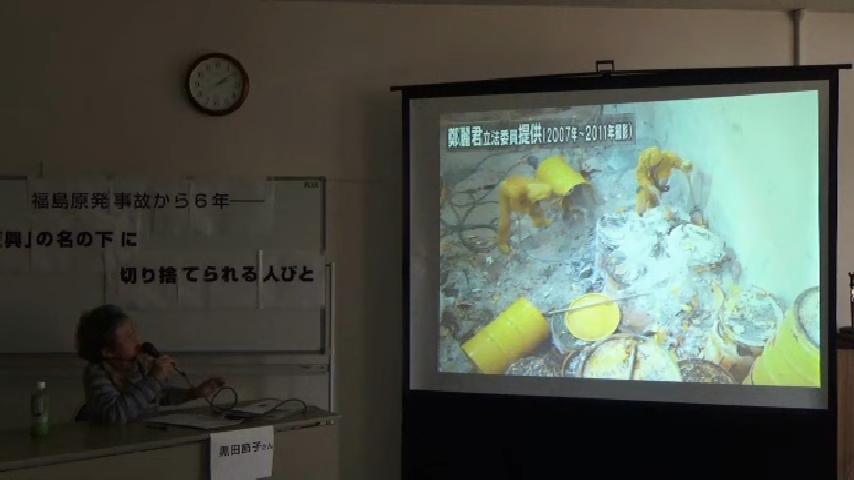 福島原発事故から6年──
興」の名の下に
切り捨てられる人びと
鄭麗君立法委員提供(2007年~2011年撮影)
黒田節子さん